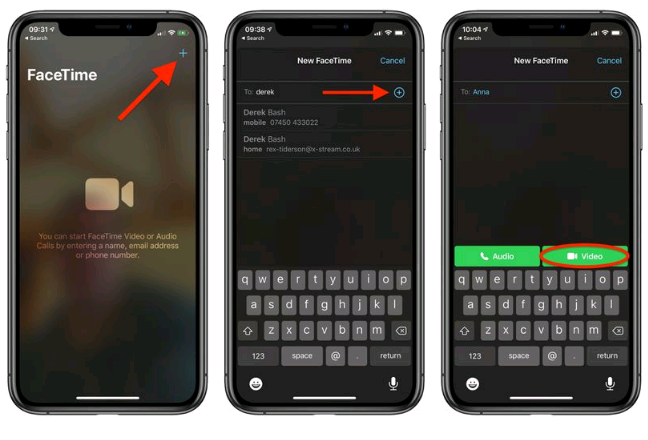 09:31
Search
FaceTime
You can start FaceTime Video or Audio
Calls by entering a name, email address
or phone number.
09:38
Search
New FaceTime Cancel
To: derek
Derek Bash
mobile 07450 433022
Derek Bash
home rex-tiderson@x-stream.co.uk
q w e r t y u i o p
a s d f g h j k l
z x c v b n m
123 space @ . return
10:04
Search
New FaceTime Cancel
To: Anna
Audio Video
q w e r t y u i o p
a s d f g h j k l
z x c v b n m
123 space @ . return